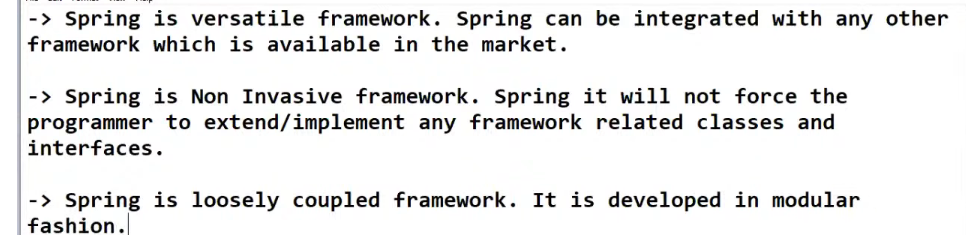 -> Spring is versatile framework. Spring can be integrated with any other
framework which is available in the market.
-> Spring is Non Invasive framework. Spring it will not force the
programmer to extend/implement any framework related classes and
interfaces.
-> Spring is loosely coupled framework. It is developed in modular
fashion.